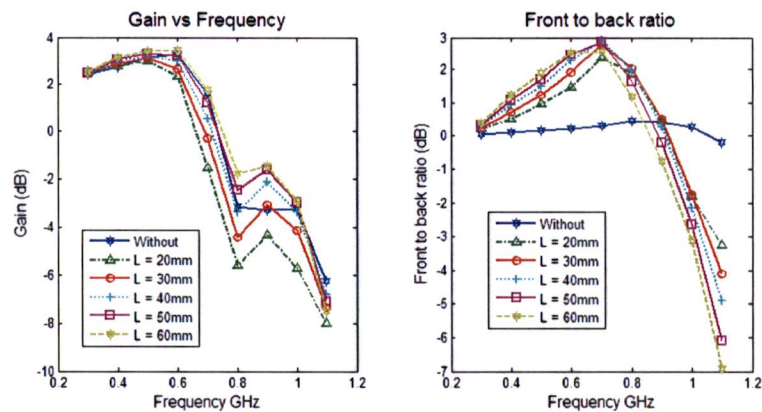 Gain vs Frequency
4
2
0
-2
-4
-6
-8
-10
Gain (dB)
Without
L = 20mm
L = 30mm
L = 40mm
L = 50mm
L = 60mm
0.2
0.4
0.6
0.8
1
1.2
Frequency GHz
Front to back ratio
3
2
1
0
-1
-2
-3
-4
-5
-6
-7
Front to back ratio (dB)
Without
L = 20mm
L = 30mm
L = 40mm
L = 50mm
L = 60mm
0.2
0.4
0.6
0.8
1
1.2
Frequency GHz